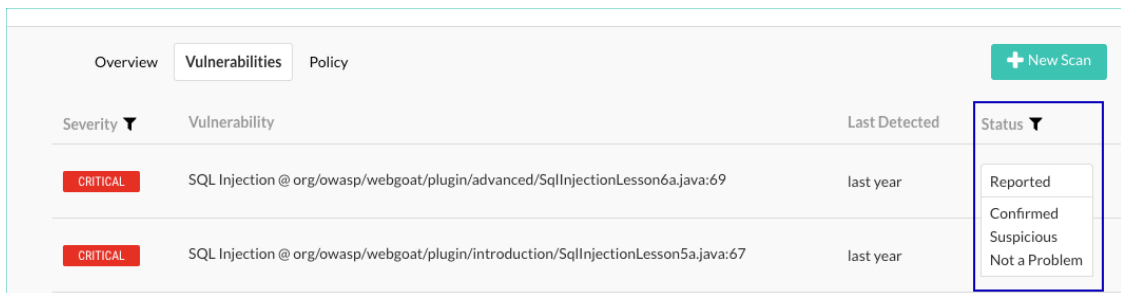 Overview Vulnerabilities Policy New Scan
Severity Vulnerability Last Detected Status
CRITICAL SQL Injection @ org/owasp/webgoat/plugin/advanced/SqlInjectionLesson6a.java:69 last year Reported
Confirmed
Suspicious
CRITICAL SQL Injection @ org/owasp/webgoat/plugin/introduction/SqlInjectionLesson5a.java:67 last year Not a Problem